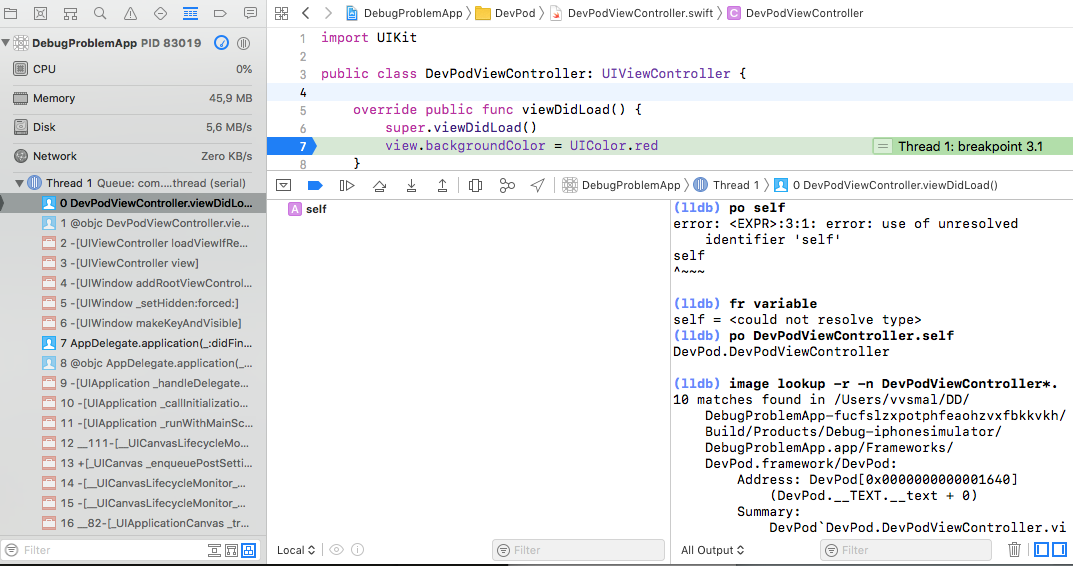 DebugProblemApp PID 83019
CPU 0%
Memory 45,9 MB
Disk 5,6 MB/s
Network Zero KB/s
Thread 1 Queue: com....thread (serial)
0 DevPodViewController.viewDidLo...
1 @objc DevPodViewController.vie...
2 -[UIViewController loadViewIfRe...
3 -[UIViewController view]
4 -[UIWindow addRootViewControl...
5 -[UIWindow _setHidden:forced:]
6 -[UIWindow makeKeyAndVisible]
7 AppDelegate.application(_:didFin...
8 @objc AppDelegate.application(_...
9 -[UIApplication _handleDelegate...
10 -[UIApplication _callInitializatio...
11 -[UIApplication _runWithMainSc...
12 __111-[__UICanvasLifecycleMo...
13 +[_UICanvas _enqueuePostSetti...
14 -[__UICanvasLifecycleMonitor_...
15 -[__UICanvasLifecycleMonitor_...
16 __82-[_UIApplicationCanvas _tr...
Filter
DebugProblemApp DevPod DevPodViewController.swift C DevPodViewController
1 import UIKit
2
3 public class DevPodViewController: UIViewController {
4
5 override public func viewDidLoad() {
6 super.viewDidLoad()
7 view.backgroundColor = UIColor.red Thread 1: breakpoint 3.1
8 }
DebugProblemApp Thread 1 0 DevPodViewController.viewDidLoad()
A self
Local Filter
(lldb) po self
error: <EXPR>:3:1: error: use of unresolved
identifier 'self'
self
^~~~
(lldb) fr variable
self = <could not resolve type>
(lldb) po DevPodViewController.self
DevPod.DevPodViewController
(lldb) image lookup -r -n DevPodViewController*.
10 matches found in /Users/vvsmal/DD/
DebugProblemApp-fucfslzxpotphfeaohzvxfbkkvkh/
Build/Products/Debug-iphonesimulator/
DebugProblemApp.app/Frameworks/
DevPod.framework/DevPod:
Address: DevPod[0x0000000000001640]
(DevPod.__TEXT.__text + 0)
Summary:
DevPod`DevPod.DevPodViewController.vi
All Output Filter